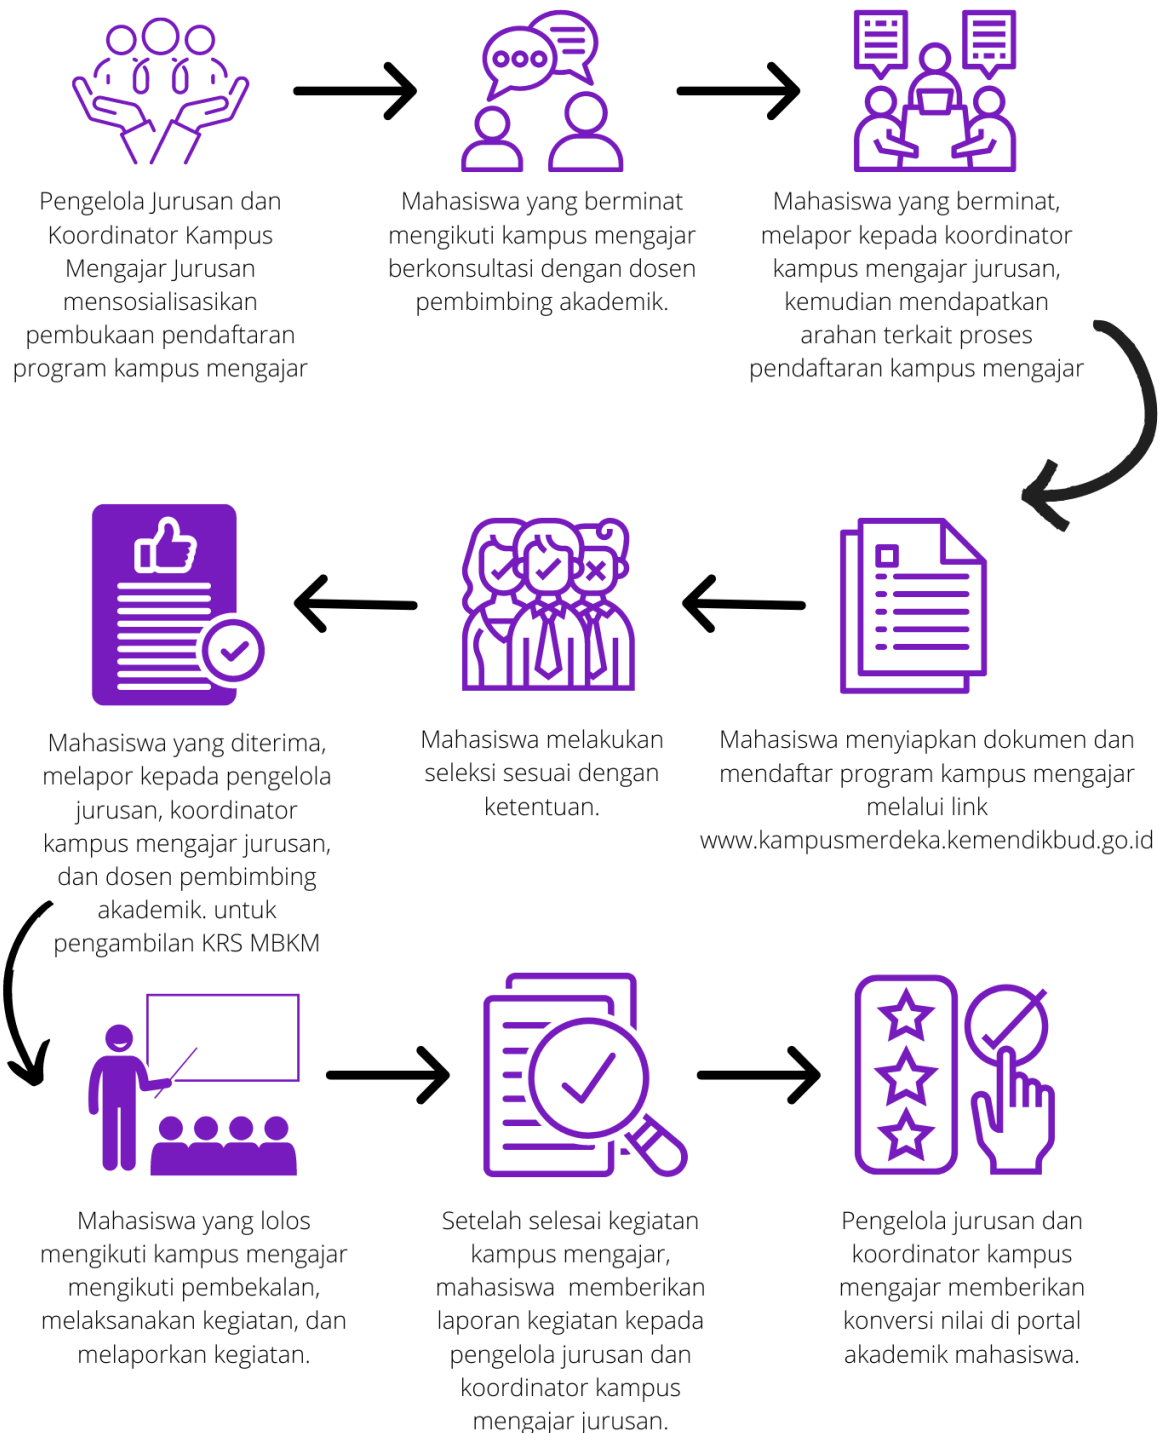 Pengelola Jurusan dan
Koordinator Kampus
Mengajar Jurusan
mensosialisasikan
pembukaan pendaftaran
program kampus mengajar
Mahasiswa yang berminat
mengikuti kampus mengajar
berkonsultasi dengan dosen
pembimbing akademik.
Mahasiswa yang berminat,
melapor kepada koordinator
kampus mengajar jurusan,
kemudian mendapatkan
arahan terkait proses
pendaftaran kampus mengajar
Mahasiswa menyiapkan dokumen dan
mendaftar program kampus mengajar
melalui link
www.kampusmerdeka.kemendikbud.go.id
Mahasiswa melakukan
seleksi sesuai dengan
ketentuan.
Mahasiswa yang diterima,
melapor kepada pengelola
jurusan, koordinator
kampus mengajar jurusan,
dan dosen pembimbing
akademik. untuk
pengambilan KRS MBKM
Mahasiswa yang lolos
mengikuti kampus mengajar
mengikuti pembekalan,
melaksanakan kegiatan, dan
melaporkan kegiatan.
Setelah selesai kegiatan
kampus mengajar,
mahasiswa memberikan
laporan kegiatan kepada
pengelola jurusan dan
koordinator kampus
mengajar jurusan.
Pengelola jurusan dan
koordinator kampus
mengajar memberikan
konversi nilai di portal
akademik mahasiswa.